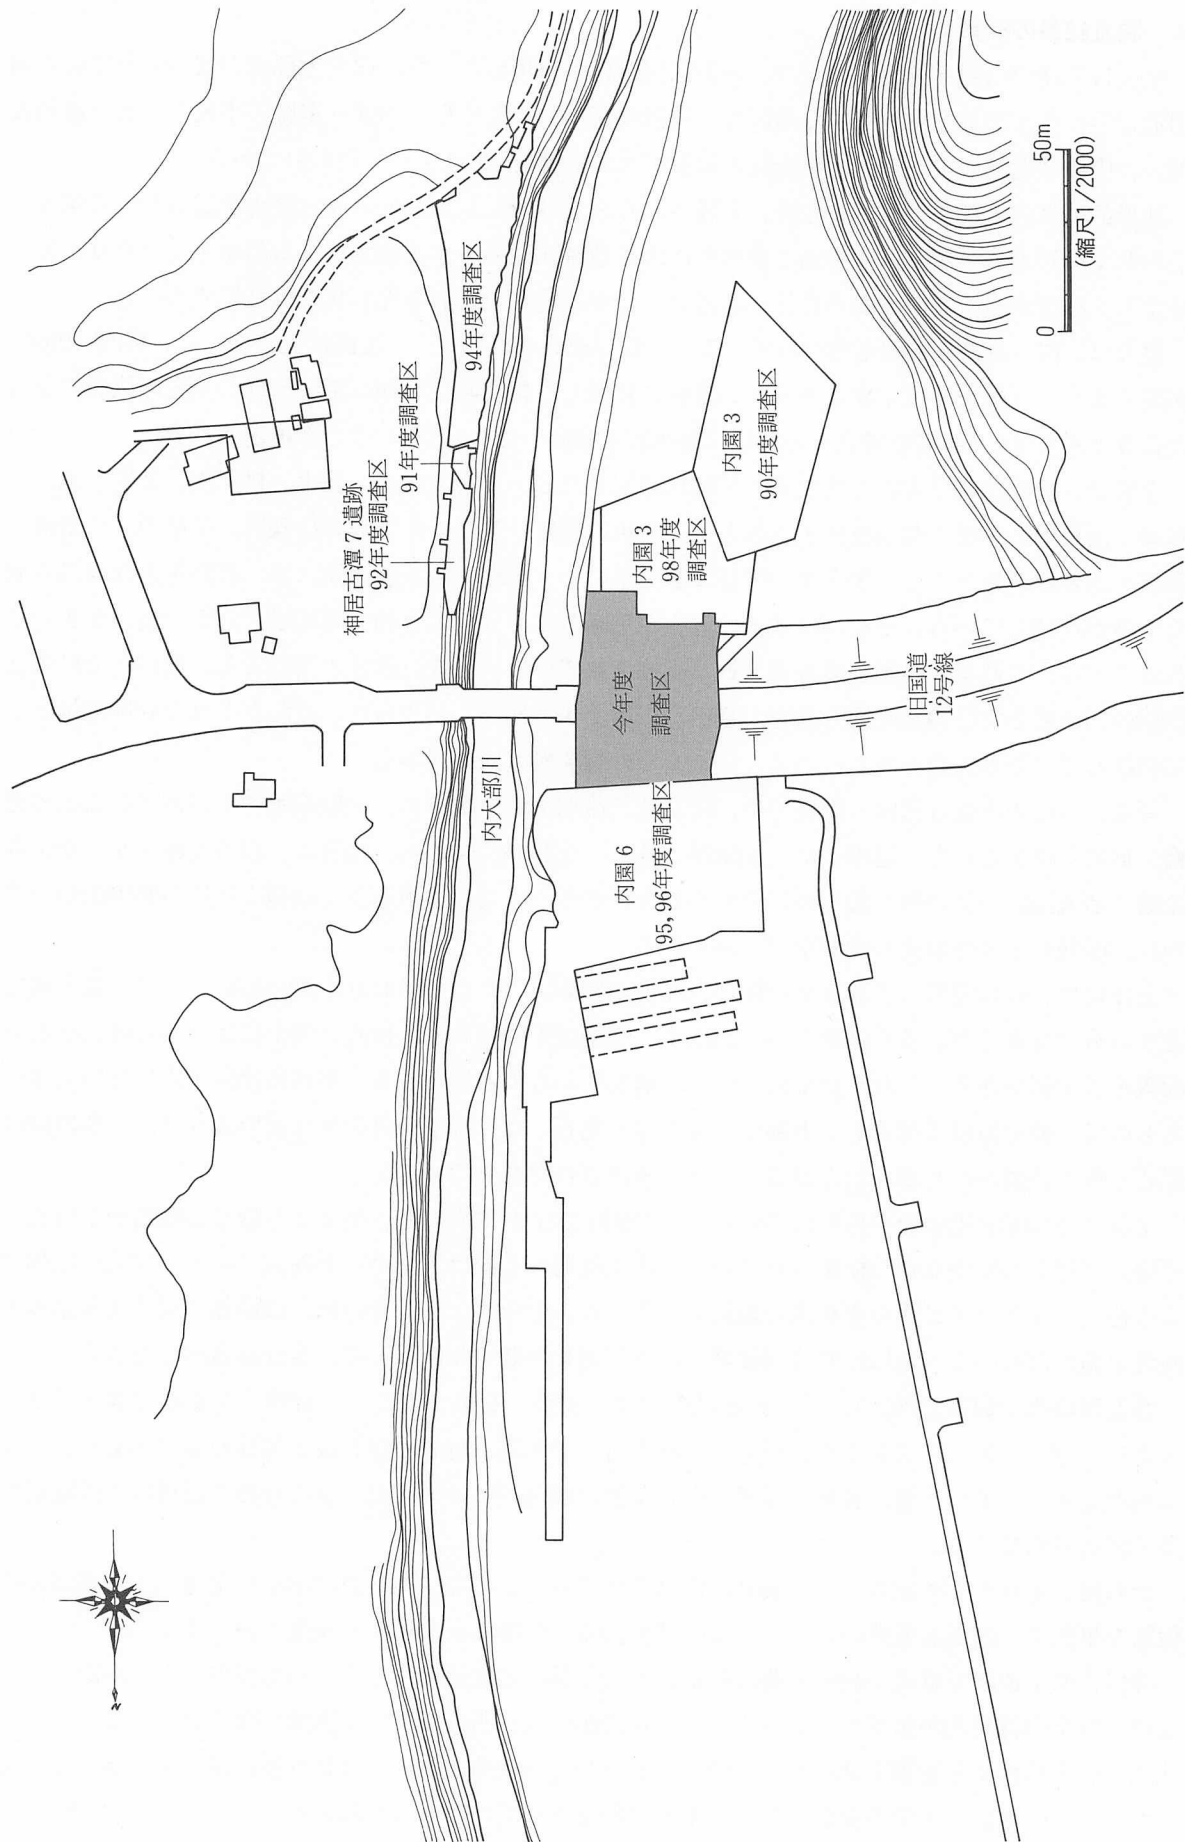 神居古潭7遺跡
92年度調査区
91年度調査区
94年度調査区
内大部川
内園6
95,96年度調査区
今年度
調査区
内園3
98年度
調査区
内園3
90年度調査区
旧国道
12号線
0
50m
(縮尺1/2000)
N